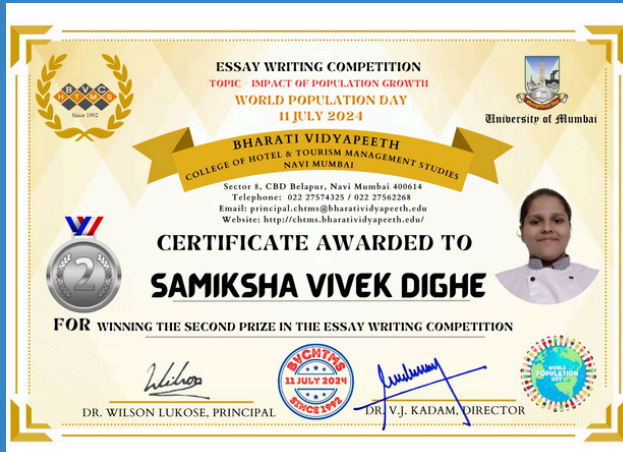 ESSAY WRITING COMPETITION
TOPIC - IMPACT OF POPULATION GROWTH
WORLD POPULATION DAY
11 JULY 2024
B V C
H T M S
Since 1992
University of Mumbai
BHARATI VIDYAPEETH
COLLEGE OF HOTEL & TOURISM MANAGEMENT STUDIES
NAVI MUMBAI
Sector 8, CBD Belapur, Navi Mumbai 400614
Telephone: 022 27574325 / 022 27562268
Email: principal.chtms@bharatividyapeeth.edu
Website: http://chtms.bharatividyapeeth.edu/
CERTIFICATE AWARDED TO
2
SAMIKSHA VIVEK DIGHE
FOR WINNING THE SECOND PRIZE IN THE ESSAY WRITING COMPETITION
Wilson
BVCHTMS
11 JULY 2024
SINCE 1992
WORLD
POPULATION
DAY
DR. WILSON LUKOSE, PRINCIPAL
DR. V.J. KADAM, DIRECTOR